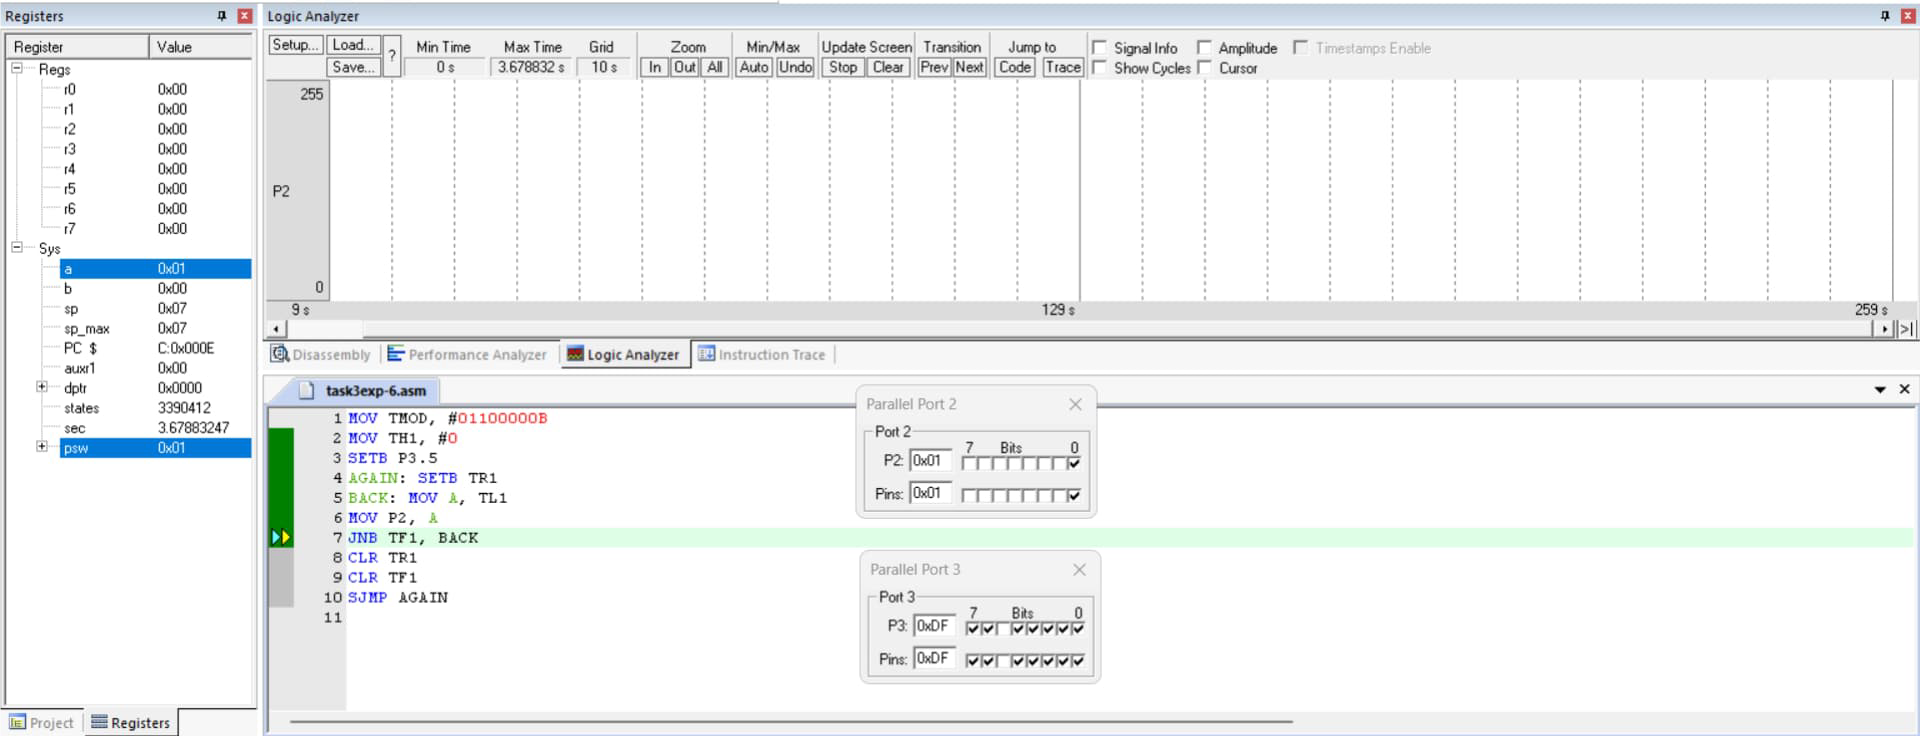 Registers
Register Value
Regs
r0 0x00
r1 0x00
r2 0x00
r3 0x00
r4 0x00
r5 0x00
r6 0x00
r7 0x00
Sys
a 0x01
b 0x00
sp 0x07
sp_max 0x07
PC $ C:0x000E
auxr1 0x00
dptr 0x0000
states 3390412
sec 3.67883247
psw 0x01
Project Registers
Logic Analyzer
Setup... Load... ? Min Time Max Time Grid Zoom Min/Max Update Screen Transition Jump to Signal Info Amplitude Timestamps Enable
Save... 0 s 3.678832 s 10 s In Out All Auto Undo Stop Clear Prev Next Code Trace Show Cycles Cursor
255
P2
0
9 s 129 s 259 s
Disassembly Performance Analyzer Logic Analyzer Instruction Trace
task3exp-6.asm
1 MOV TMOD, #01100000B
2 MOV TH1, #0
3 SETB P3.5
4 AGAIN: SETB TR1
5 BACK: MOV A, TL1
6 MOV P2, A
7 JNB TF1, BACK
8 CLR TR1
9 CLR TF1
10 SJMP AGAIN
11
Parallel Port 2
Port 2
7 Bits 0
P2: 0x01
Pins: 0x01
Parallel Port 3
Port 3
7 Bits 0
P3: 0xDF
Pins: 0xDF